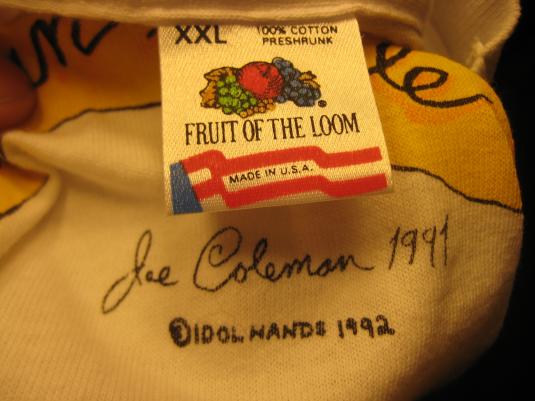 XXL
100% COTTON
PRESHRUNK
FRUIT OF THE LOOM
®
MADE IN U.S.A.
Joe Coleman 1991
©IDOL HANDS 1992